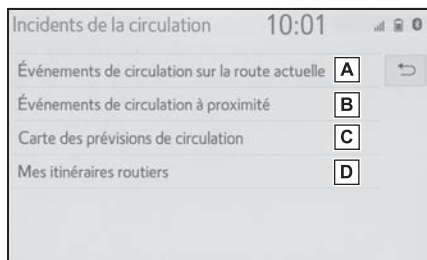 Incidents de la circulation 10:01
Événements de circulation sur la route actuelle A
Événements de circulation à proximité B
Carte des prévisions de circulation C
Mes itinéraires routiers D